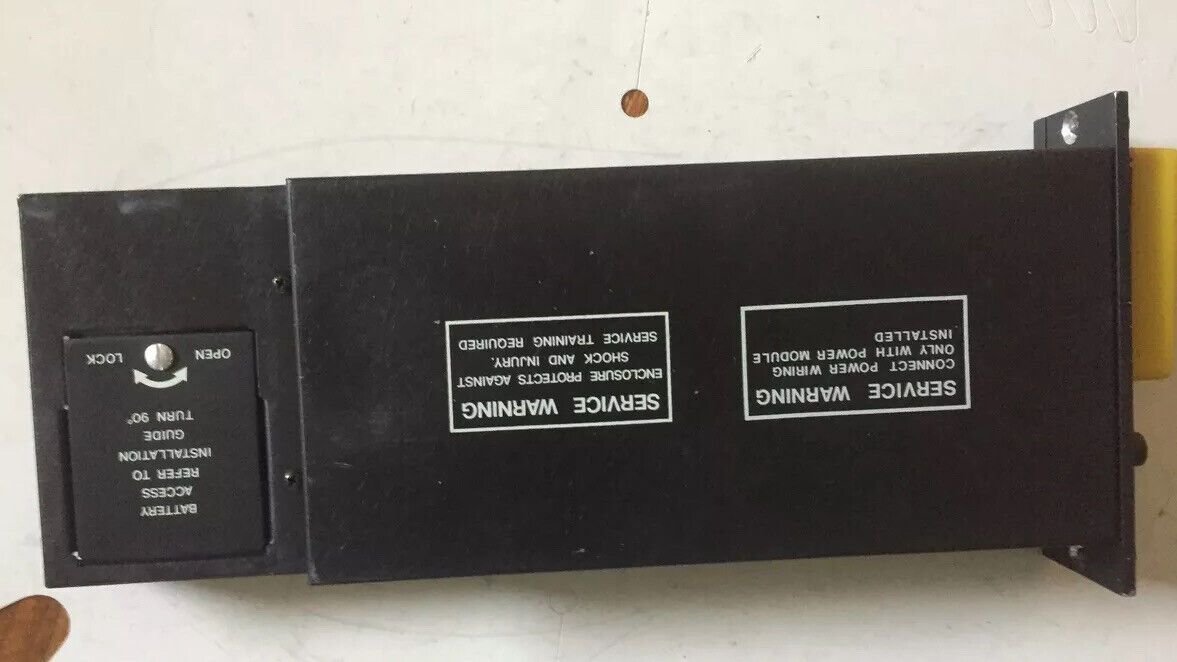 SERVICE WARNING
CONNECT POWER WIRING
ONLY WITH POWER MODULE
INSTALLED
SERVICE WARNING
ENCLOSURE PROTECTS AGAINST
SHOCK AND INJURY.
SERVICE TRAINING REQUIRED
BATTERY
ACCESS
REFER TO
INSTALLATION
GUIDE
TURN 90°
OPEN LOCK